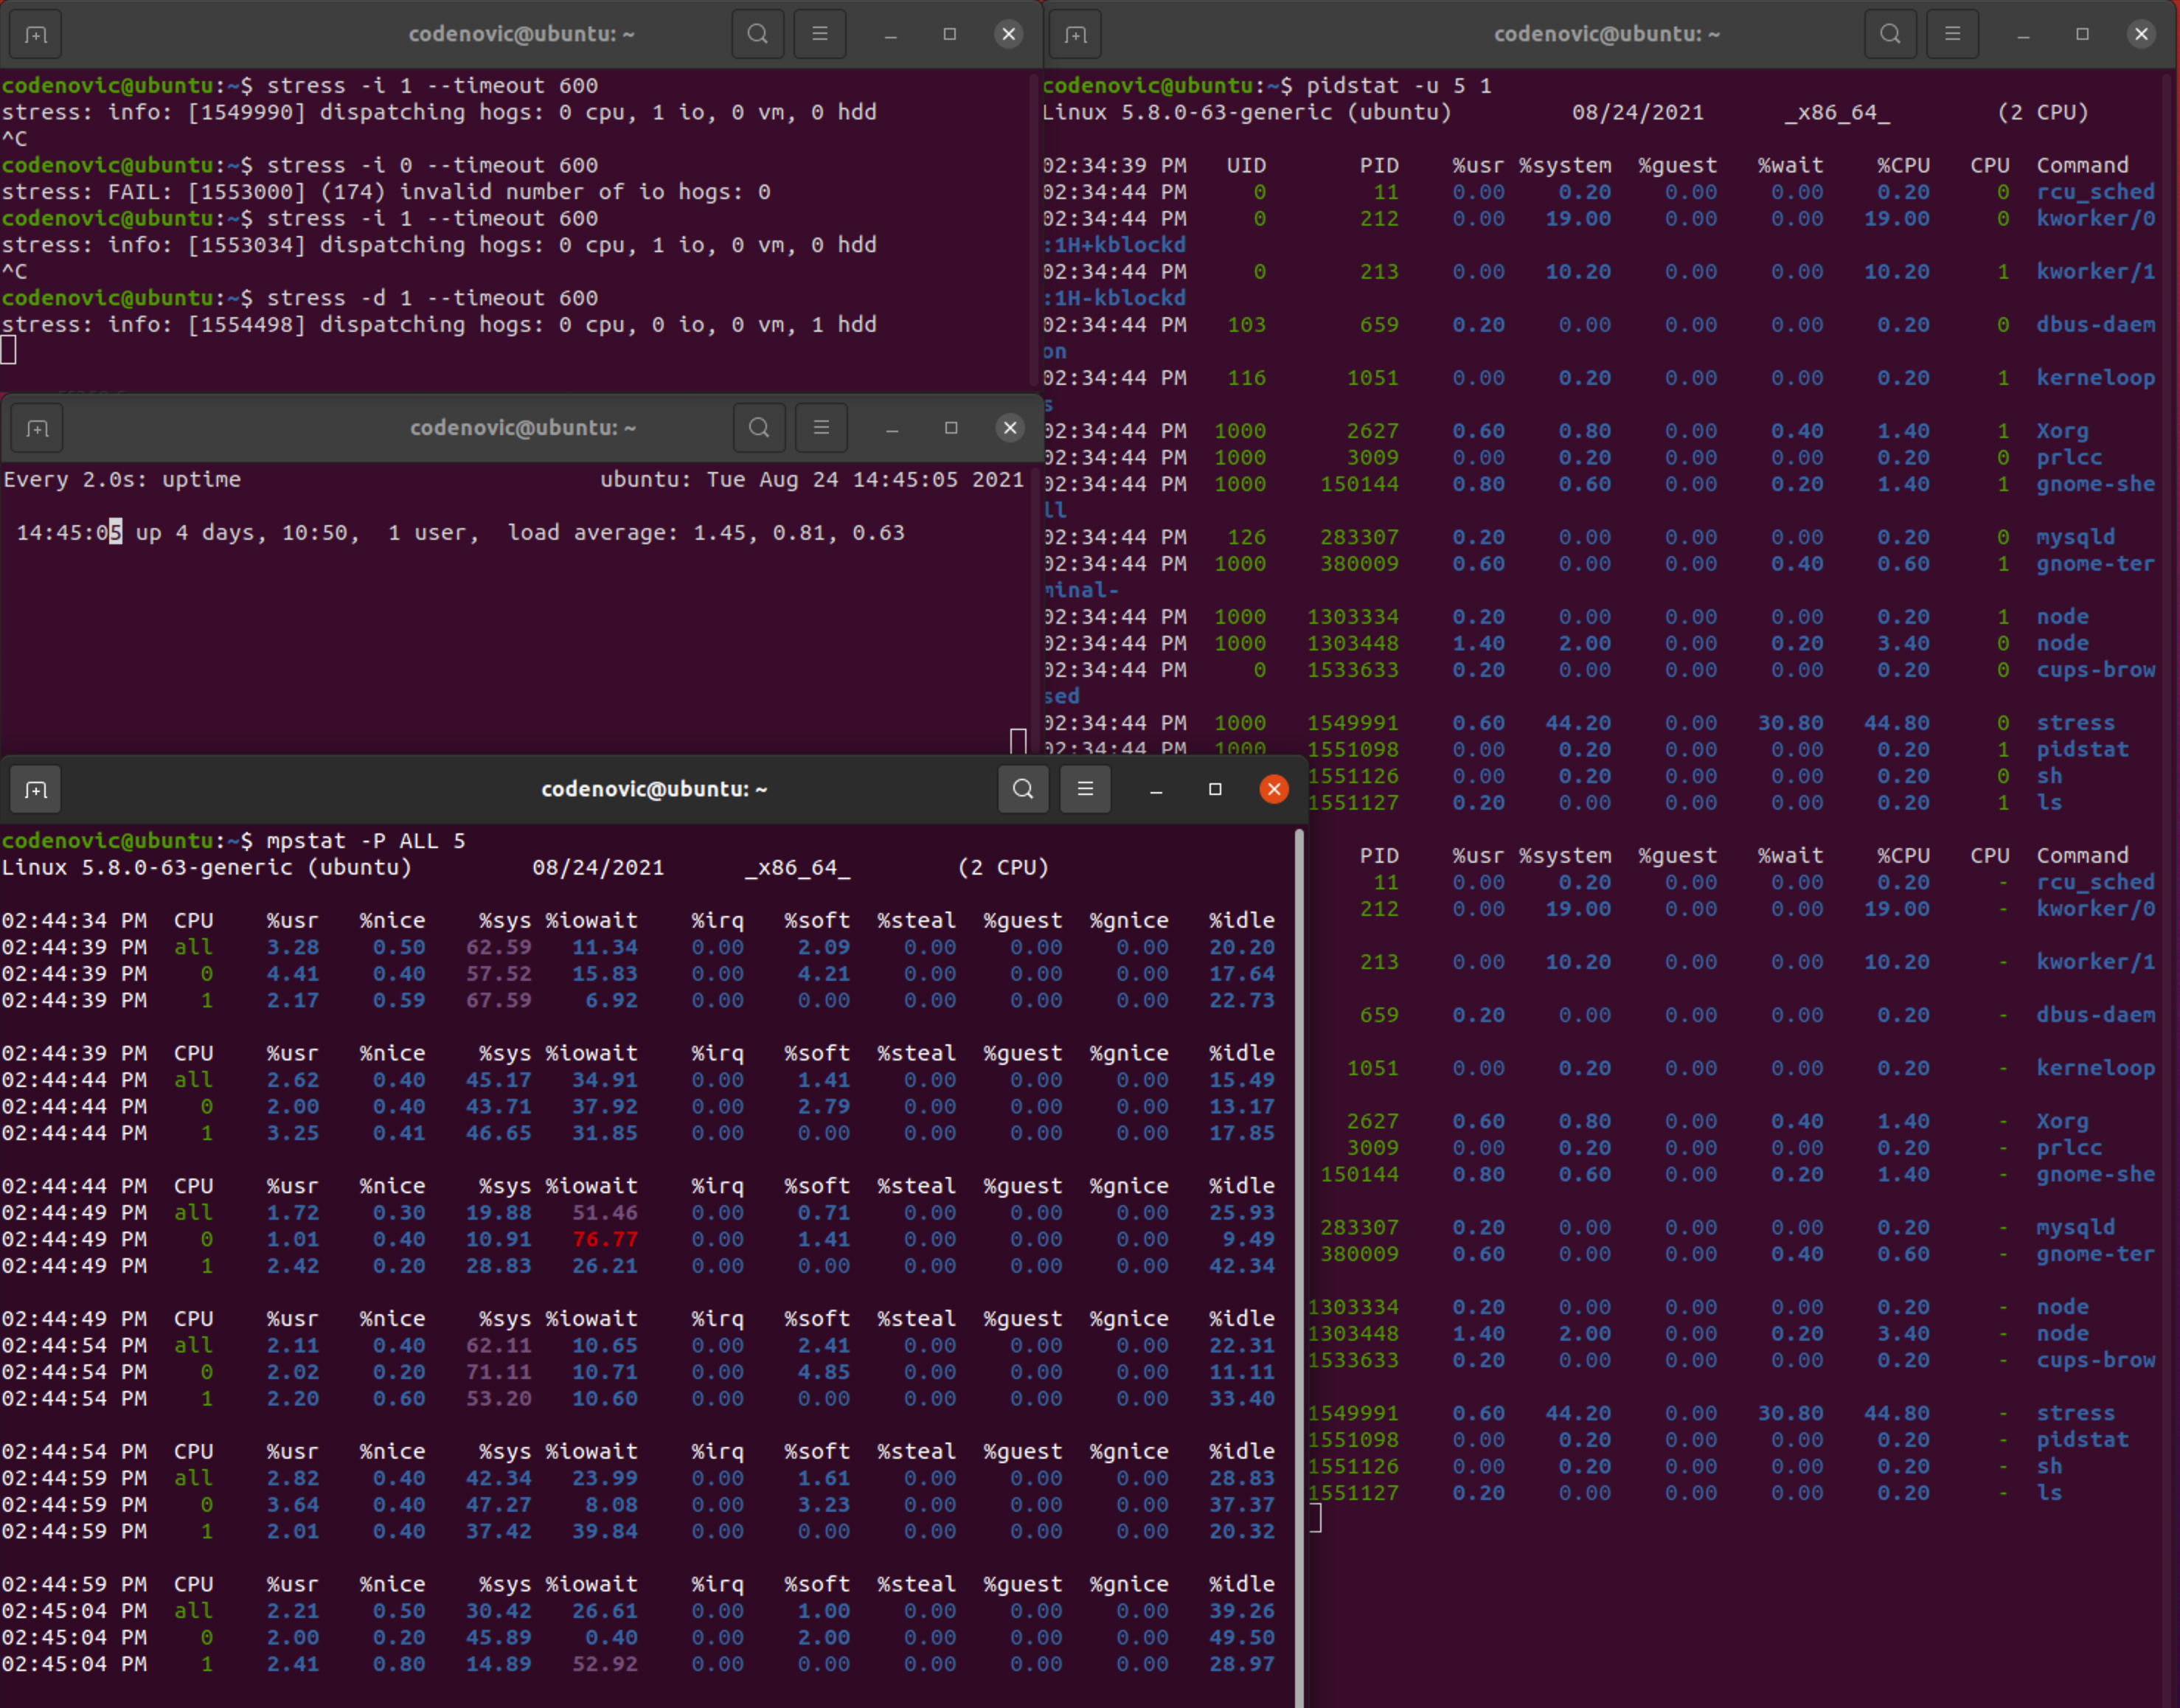 codenovic@ubuntu: ~
codenovic@ubuntu:~$ stress -i 1 --timeout 600
stress: info: [1549990] dispatching hogs: 0 cpu, 1 io, 0 vm, 0 hdd
^C
codenovic@ubuntu:~$ stress -i 0 --timeout 600
stress: FAIL: [1553000] (174) invalid number of io hogs: 0
codenovic@ubuntu:~$ stress -i 1 --timeout 600
stress: info: [1553034] dispatching hogs: 0 cpu, 1 io, 0 vm, 0 hdd
^C
codenovic@ubuntu:~$ stress -d 1 --timeout 600
stress: info: [1554498] dispatching hogs: 0 cpu, 0 io, 0 vm, 1 hdd
codenovic@ubuntu: ~
Every 2.0s: uptime ubuntu: Tue Aug 24 14:45:05 2021
14:45:05 up 4 days, 10:50, 1 user, load average: 1.45, 0.81, 0.63
codenovic@ubuntu: ~
codenovic@ubuntu:~$ mpstat -P ALL 5
Linux 5.8.0-63-generic (ubuntu) 08/24/2021 _x86_64_ (2 CPU)
02:44:34 PM CPU %usr %nice %sys %iowait %irq %soft %steal %guest %gnice %idle
02:44:39 PM all 3.28 0.50 62.59 11.34 0.00 2.09 0.00 0.00 0.00 20.20
02:44:39 PM 0 4.41 0.40 57.52 15.83 0.00 4.21 0.00 0.00 0.00 17.64
02:44:39 PM 1 2.17 0.59 67.59 6.92 0.00 0.00 0.00 0.00 0.00 22.73
02:44:39 PM CPU %usr %nice %sys %iowait %irq %soft %steal %guest %gnice %idle
02:44:44 PM all 2.62 0.40 45.17 34.91 0.00 1.41 0.00 0.00 0.00 15.49
02:44:44 PM 0 2.00 0.40 43.71 37.92 0.00 2.79 0.00 0.00 0.00 13.17
02:44:44 PM 1 3.25 0.41 46.65 31.85 0.00 0.00 0.00 0.00 0.00 17.85
02:44:44 PM CPU %usr %nice %sys %iowait %irq %soft %steal %guest %gnice %idle
02:44:49 PM all 1.72 0.30 19.88 51.46 0.00 0.71 0.00 0.00 0.00 25.93
02:44:49 PM 0 1.01 0.40 10.91 76.77 0.00 1.41 0.00 0.00 0.00 9.49
02:44:49 PM 1 2.42 0.20 28.83 26.21 0.00 0.00 0.00 0.00 0.00 42.34
02:44:49 PM CPU %usr %nice %sys %iowait %irq %soft %steal %guest %gnice %idle
02:44:54 PM all 2.11 0.40 62.11 10.65 0.00 2.41 0.00 0.00 0.00 22.31
02:44:54 PM 0 2.02 0.20 71.11 10.71 0.00 4.85 0.00 0.00 0.00 11.11
02:44:54 PM 1 2.20 0.60 53.20 10.60 0.00 0.00 0.00 0.00 0.00 33.40
02:44:54 PM CPU %usr %nice %sys %iowait %irq %soft %steal %guest %gnice %idle
02:44:59 PM all 2.82 0.40 42.34 23.99 0.00 1.61 0.00 0.00 0.00 28.83
02:44:59 PM 0 3.64 0.40 47.27 8.08 0.00 3.23 0.00 0.00 0.00 37.37
02:44:59 PM 1 2.01 0.40 37.42 39.84 0.00 0.00 0.00 0.00 0.00 20.32
02:44:59 PM CPU %usr %nice %sys %iowait %irq %soft %steal %guest %gnice %idle
02:45:04 PM all 2.21 0.50 30.42 26.61 0.00 1.00 0.00 0.00 0.00 39.26
02:45:04 PM 0 2.00 0.20 45.89 0.40 0.00 2.00 0.00 0.00 0.00 49.50
02:45:04 PM 1 2.41 0.80 14.89 52.92 0.00 0.00 0.00 0.00 0.00 28.97
codenovic@ubuntu: ~
codenovic@ubuntu:~$ pidstat -u 5 1
Linux 5.8.0-63-generic (ubuntu) 08/24/2021 _x86_64_ (2 CPU)
02:34:39 PM UID PID %usr %system %guest %wait %CPU CPU Command
02:34:44 PM 0 11 0.00 0.20 0.00 0.00 0.20 0 rcu_sched
02:34:44 PM 0 212 0.00 19.00 0.00 0.00 19.00 0 kworker/0
:1H+kblockd
02:34:44 PM 0 213 0.00 10.20 0.00 0.00 10.20 1 kworker/1
:1H-kblockd
02:34:44 PM 103 659 0.20 0.00 0.00 0.00 0.20 0 dbus-daem
on
02:34:44 PM 116 1051 0.00 0.20 0.00 0.00 0.20 1 kerneloop
s
02:34:44 PM 1000 2627 0.60 0.80 0.00 0.40 1.40 1 Xorg
02:34:44 PM 1000 3009 0.00 0.20 0.00 0.00 0.20 0 prlcc
02:34:44 PM 1000 150144 0.80 0.60 0.00 0.20 1.40 1 gnome-she
ll
02:34:44 PM 126 283307 0.20 0.00 0.00 0.00 0.20 0 mysqld
02:34:44 PM 1000 380009 0.60 0.00 0.00 0.40 0.60 1 gnome-ter
minal-
02:34:44 PM 1000 1303334 0.20 0.00 0.00 0.00 0.20 1 node
02:34:44 PM 1000 1303448 1.40 2.00 0.00 0.20 3.40 0 node
02:34:44 PM 0 1533633 0.20 0.00 0.00 0.00 0.20 0 cups-brow
sed
02:34:44 PM 1000 1549991 0.60 44.20 0.00 30.80 44.80 0 stress
02:34:44 PM 1000 1551098 0.00 0.20 0.00 0.00 0.20 1 pidstat
1551126 0.00 0.20 0.00 0.00 0.20 0 sh
1551127 0.20 0.00 0.00 0.00 0.20 1 ls
PID %usr %system %guest %wait %CPU CPU Command
11 0.00 0.20 0.00 0.00 0.20 - rcu_sched
212 0.00 19.00 0.00 0.00 19.00 - kworker/0
213 0.00 10.20 0.00 0.00 10.20 - kworker/1
659 0.20 0.00 0.00 0.00 0.20 - dbus-daem
1051 0.00 0.20 0.00 0.00 0.20 - kerneloop
2627 0.60 0.80 0.00 0.40 1.40 - Xorg
3009 0.00 0.20 0.00 0.00 0.20 - prlcc
150144 0.80 0.60 0.00 0.20 1.40 - gnome-she
283307 0.20 0.00 0.00 0.00 0.20 - mysqld
380009 0.60 0.00 0.00 0.40 0.60 - gnome-ter
1303334 0.20 0.00 0.00 0.00 0.20 - node
1303448 1.40 2.00 0.00 0.20 3.40 - node
1533633 0.20 0.00 0.00 0.00 0.20 - cups-brow
1549991 0.60 44.20 0.00 30.80 44.80 - stress
1551098 0.00 0.20 0.00 0.00 0.20 - pidstat
1551126 0.00 0.20 0.00 0.00 0.20 - sh
1551127 0.20 0.00 0.00 0.00 0.20 - ls